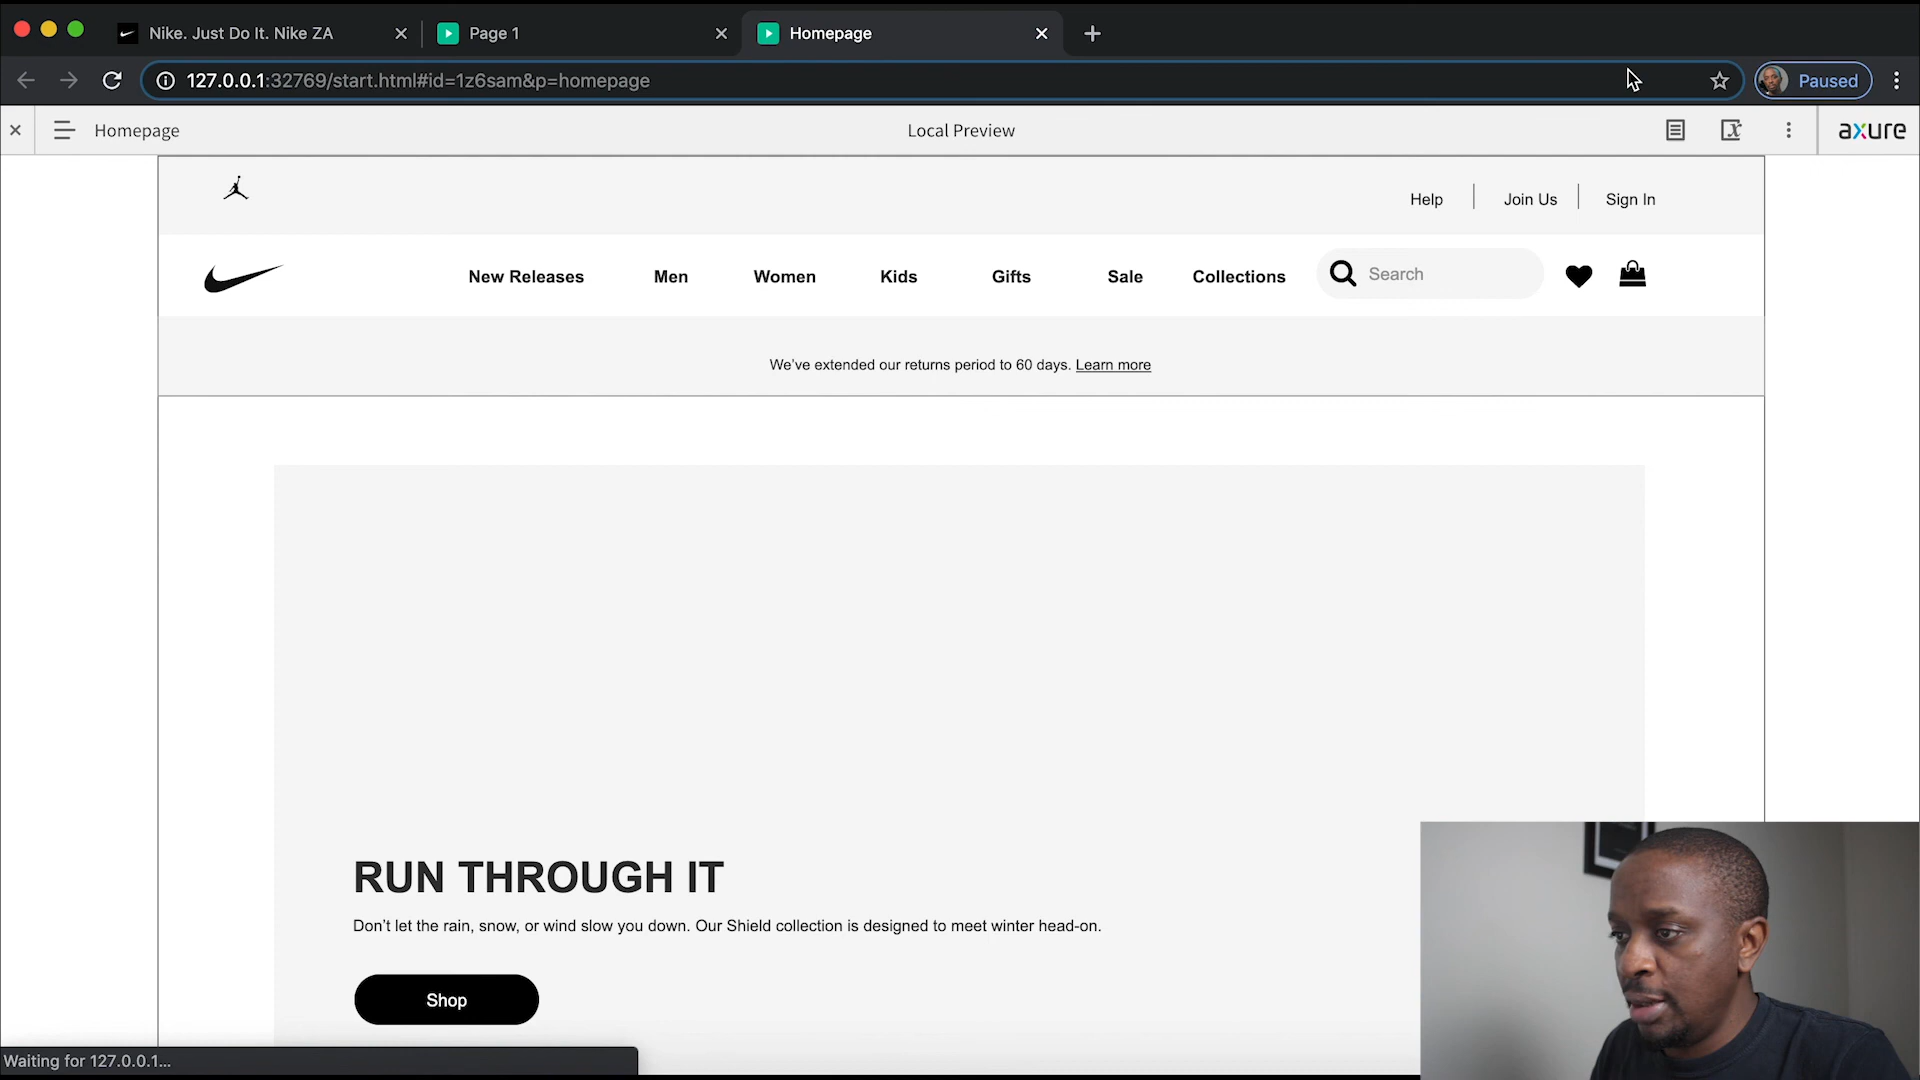 Nike. Just Do It. Nike ZA
Page 1
Homepage
127.0.0.1:32769/start.html#id=1z6sam&p=homepage
Paused
Homepage
Local Preview
axure
Help
Join Us
Sign In
New Releases
Men
Women
Kids
Gifts
Sale
Collections
Search
We’ve extended our returns period to 60 days. Learn more
RUN THROUGH IT
Don’t let the rain, snow, or wind slow you down. Our Shield collection is designed to meet winter head-on.
Shop
Waiting for 127.0.0.1...